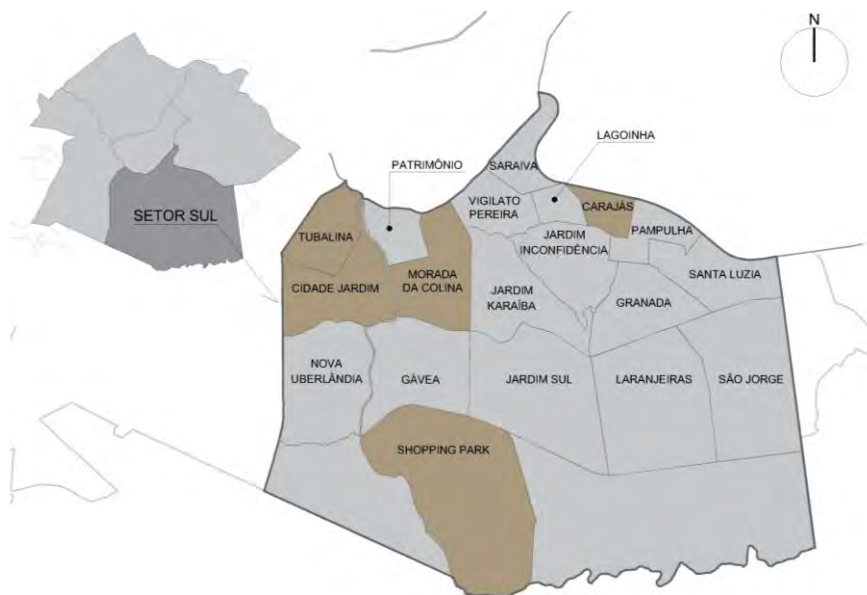 N
LAGOINHA
PATRIMÔNIO
SARAIVA
SETOR SUL
VIGILATO
PEREIRA
CARAJÁS
TUBALINA
JARDIM
INCONFIDÊNCIA
PAMPULHA
CIDADE JARDIM
MORADA
DA COLINA
SANTA LUZIA
JARDIM
KARAÍBA
GRANADA
NOVA
UBERLÂNDIA
GÁVEA
JARDIM SUL
LARANJEIRAS
SÃO JORGE
SHOPPING PARK